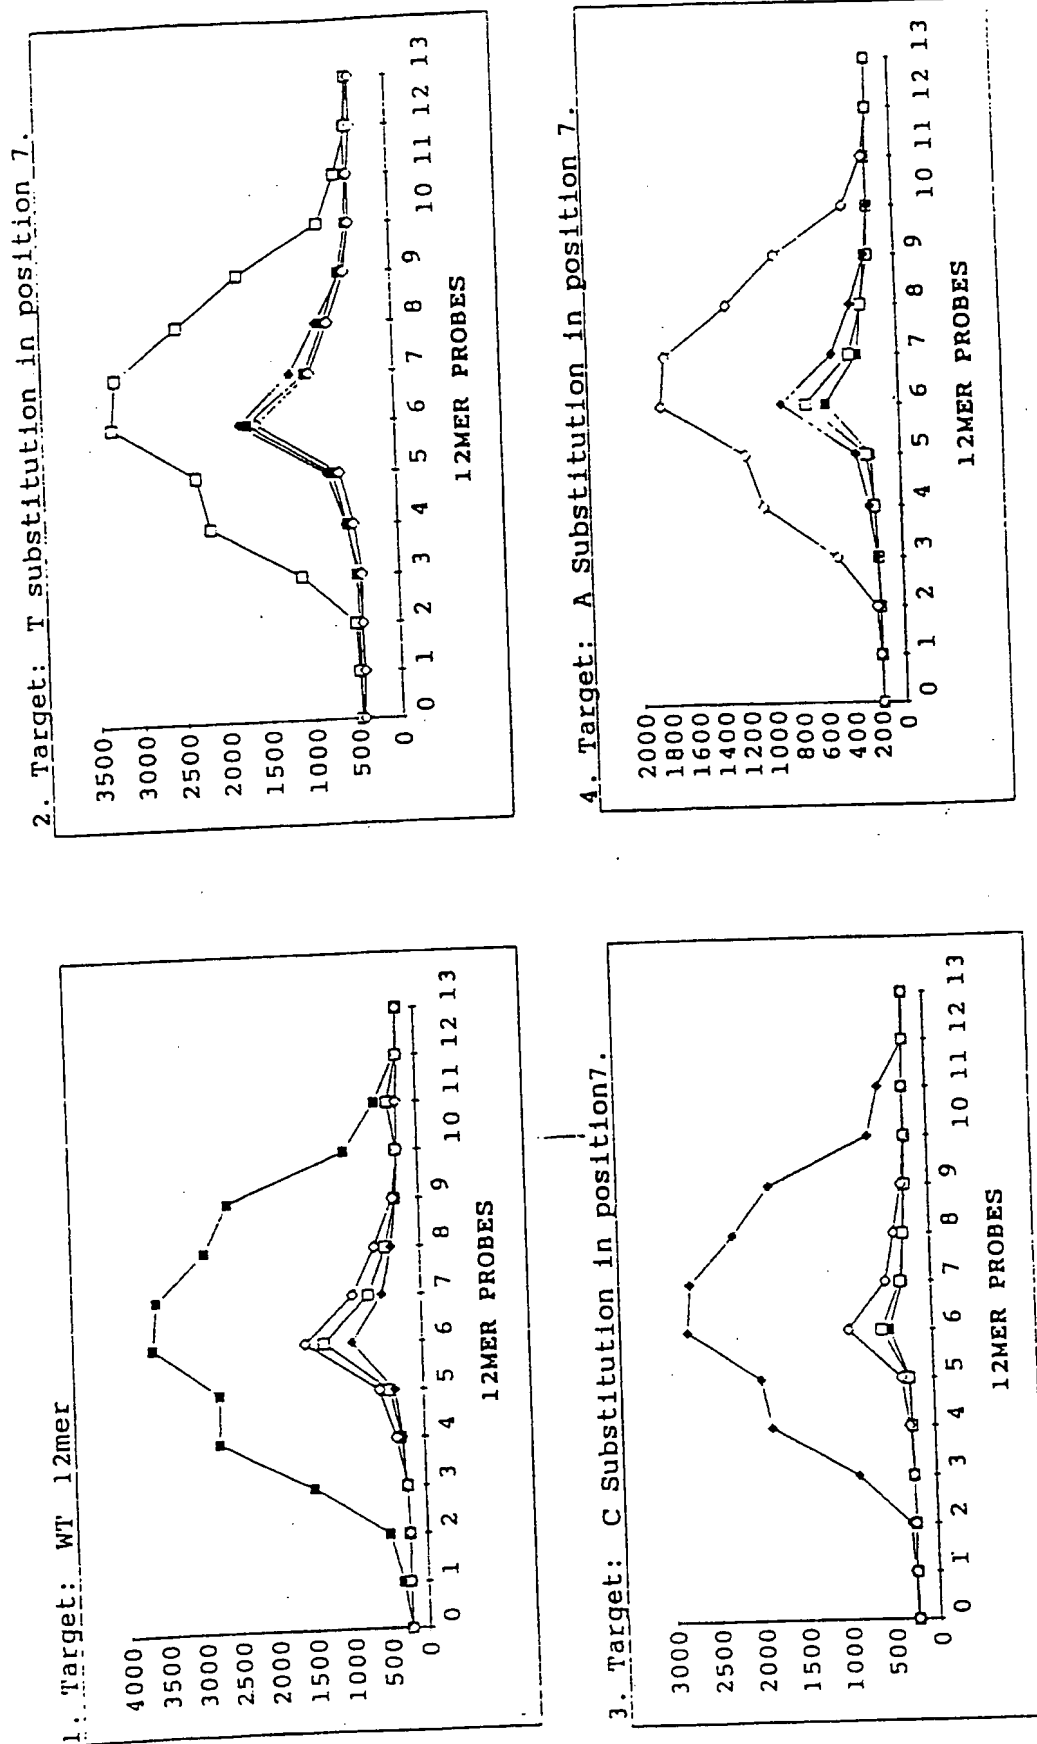 1. Target: WT 12mer
4000
3500
3000
2500
2000
1500
1000
500
0
0 1 2 3 4 5 6 7 8 9 10 11 12 13
12MER PROBES
2. Target: T substitution in position 7.
3500
3000
2500
2000
1500
1000
500
0
0 1 2 3 4 5 6 7 8 9 10 11 12 13
12MER PROBES
3. Target: C Substitution in position7.
3000
2500
2000
1500
1000
500
0
0 1 2 3 4 5 6 7 8 9 10 11 12 13
12MER PROBES
4. Target: A Substitution in position 7.
2000
1800
1600
1400
1200
1000
800
600
400
200
0
0 1 2 3 4 5 6 7 8 9 10 11 12 13
12MER PROBES